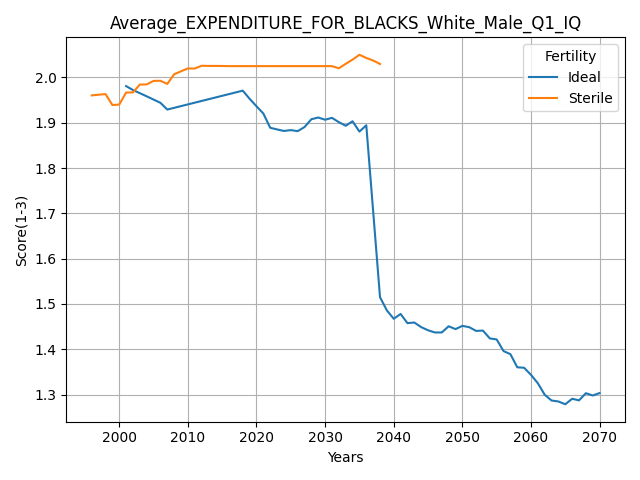 Average_EXPENDITURE_FOR_BLACKS_White_Male_Q1_IQ
Fertility
Ideal
Sterile
Score(1-3)
2.0
1.9
1.8
1.7
1.6
1.5
1.4
1.3
2000 2010 2020 2030 2040 2050 2060 2070
Years